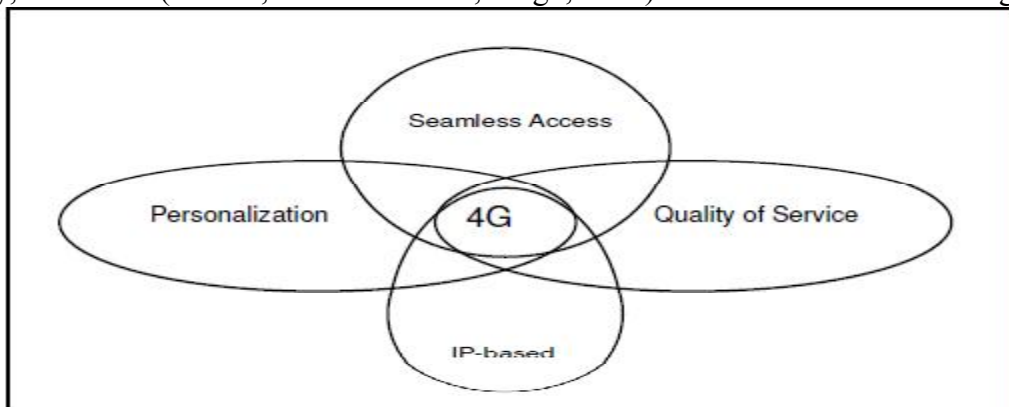 Seamless Access
Personalization
4G
Quality of Service
IP-based